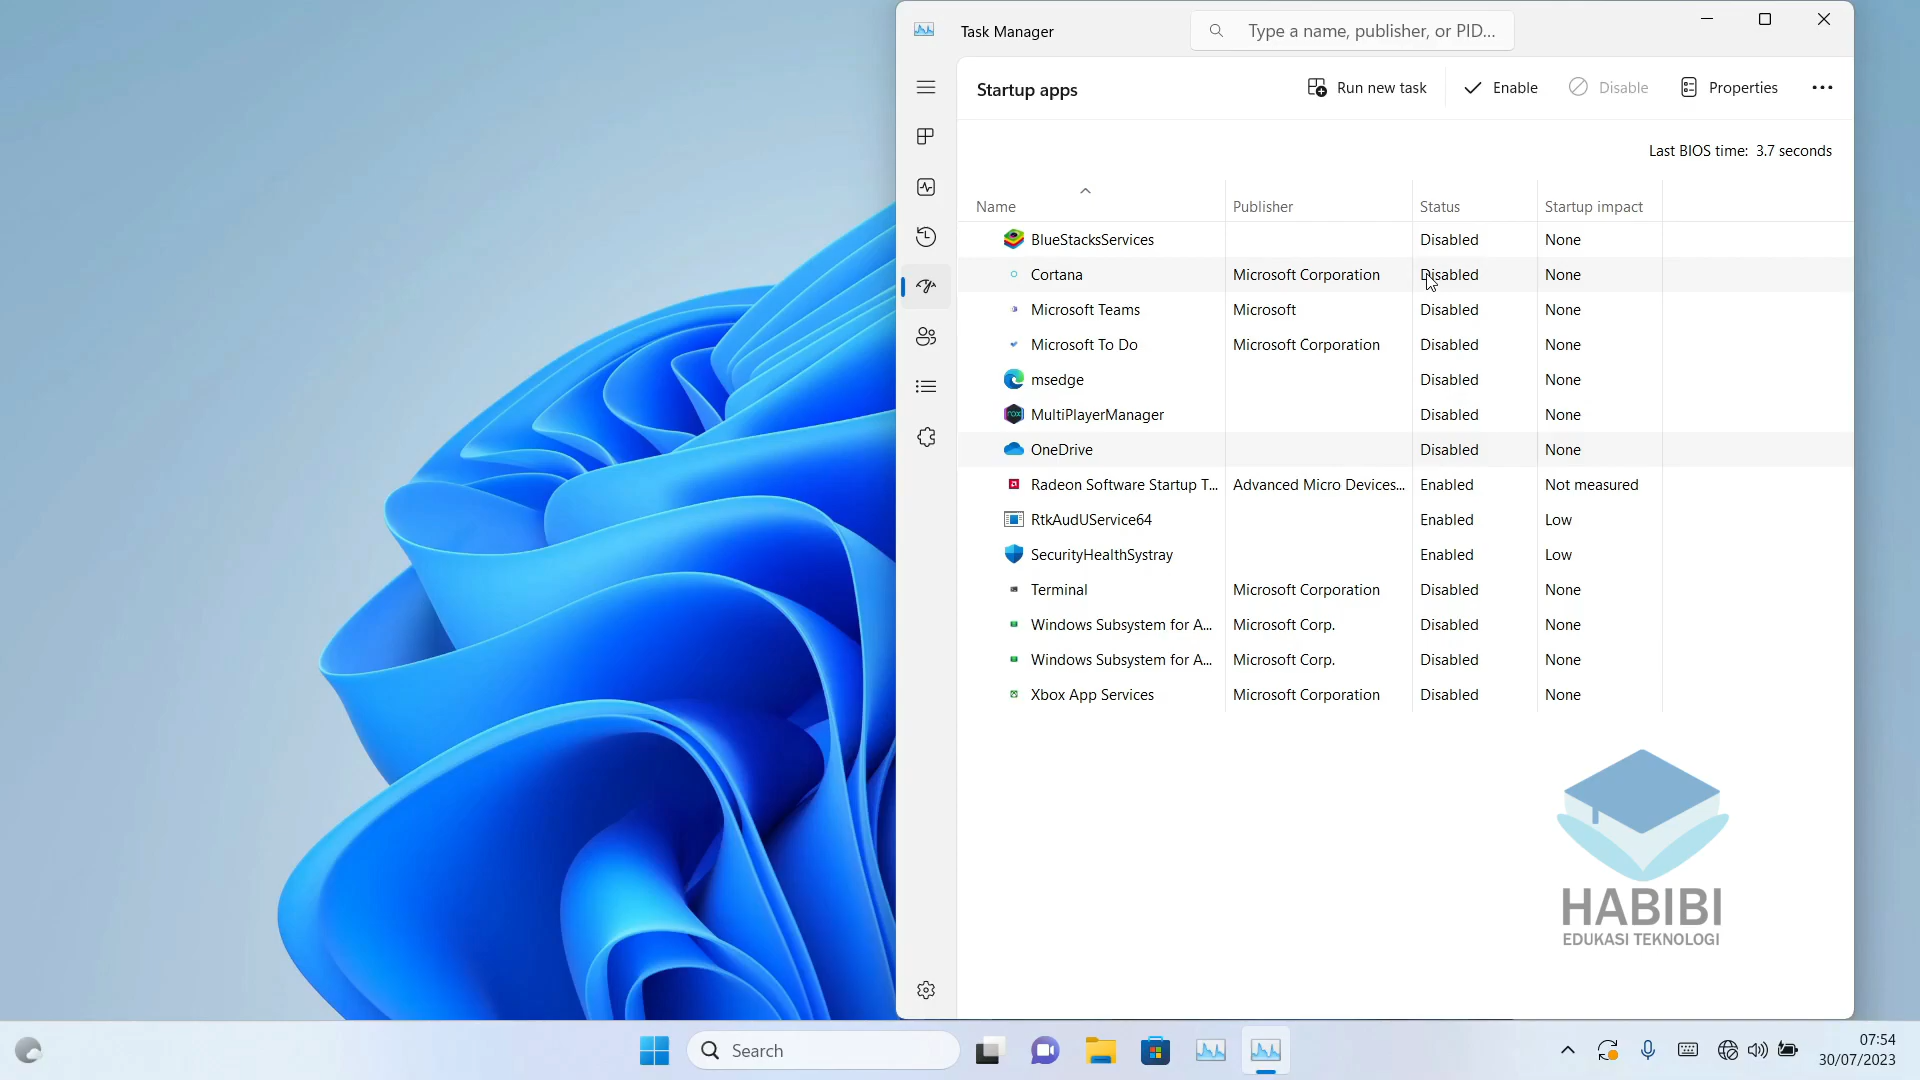 Task Manager
Type a name, publisher, or PID...
Startup apps
Run new task
Enable
Disable
Properties
Last BIOS time: 3.7 seconds
Name Publisher Status Startup impact
BlueStacksServices Disabled None
Cortana Microsoft Corporation Disabled None
Microsoft Teams Microsoft Disabled None
Microsoft To Do Microsoft Corporation Disabled None
msedge Disabled None
MultiPlayerManager Disabled None
OneDrive Disabled None
Radeon Software Startup T... Advanced Micro Devices... Enabled Not measured
RtkAudUService64 Enabled Low
SecurityHealthSystray Enabled Low
Terminal Microsoft Corporation Disabled None
Windows Subsystem for A... Microsoft Corp. Disabled None
Windows Subsystem for A... Microsoft Corp. Disabled None
Xbox App Services Microsoft Corporation Disabled None
HABIBI
EDUKASI TEKNOLOGI
Search
07:54
30/07/2023